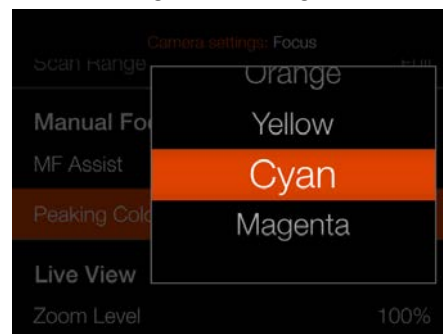 Camera settings: Focus
Scan Range
Orange
Manual Fo
Yellow
MF Assist
Cyan
Peaking Colo
Magenta
Live View
Zoom Level 100%